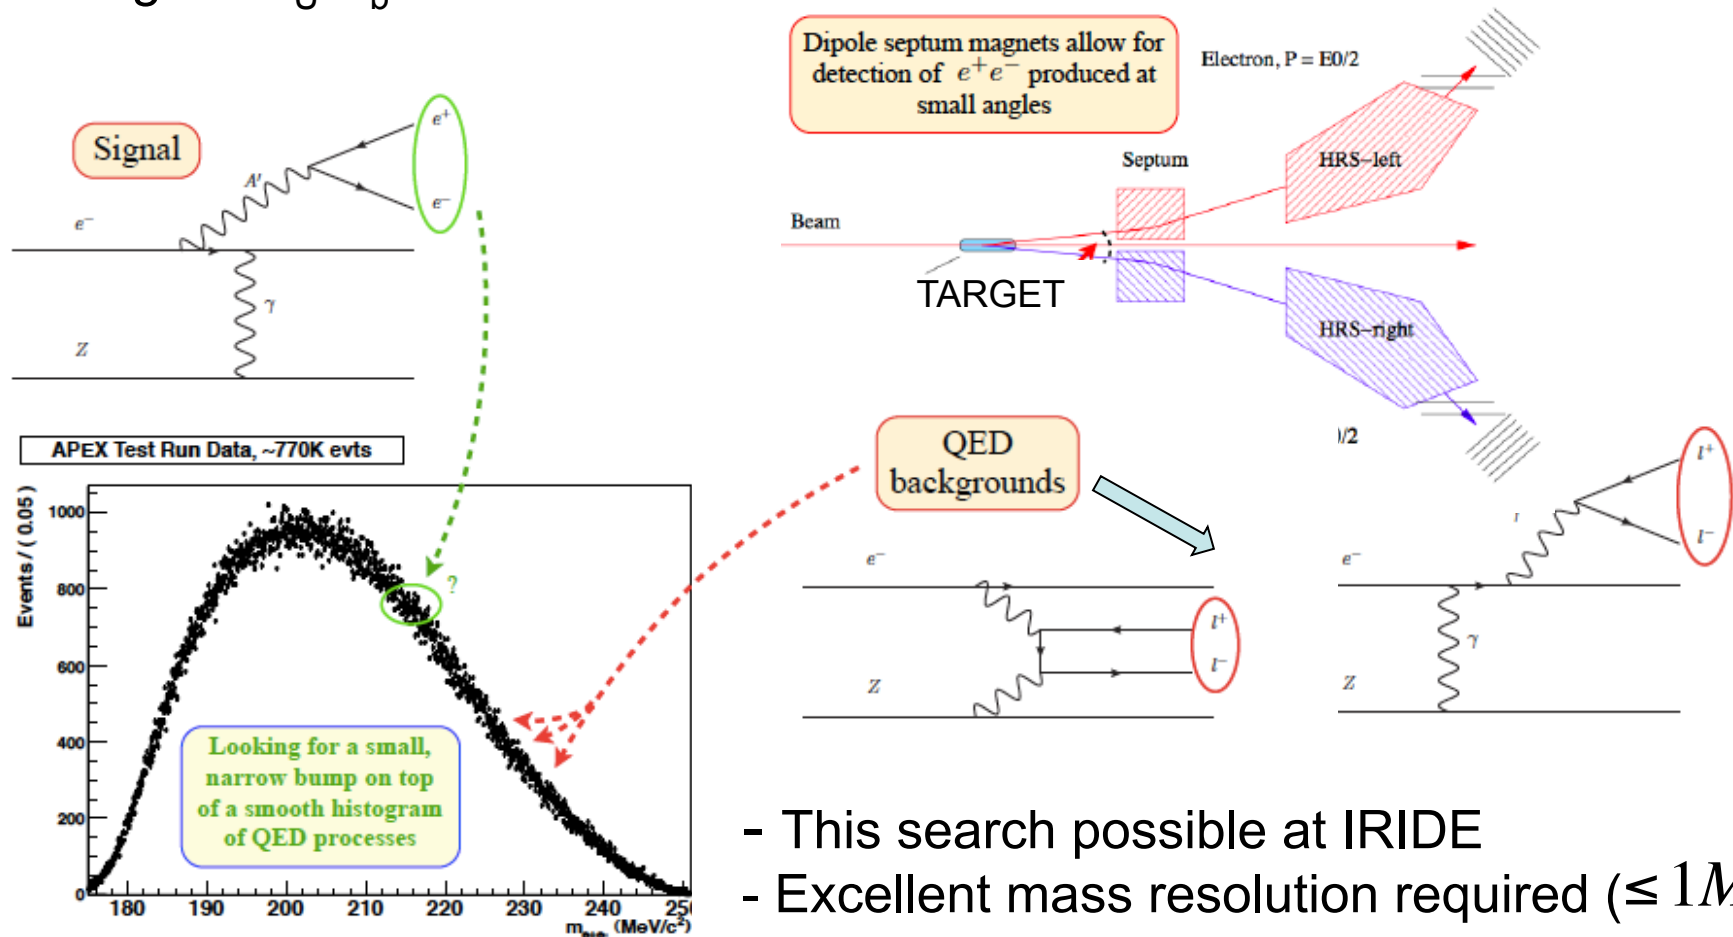 Dipole septum magnets allow for
detection of e⁺e⁻ produced at
small angles
Electron, P = E0/2
Signal
e⁺
A'
e⁻
e⁻
γ
Z
Septum
HRS-left
Beam
TARGET
HRS-right
APEX Test Run Data, ~770K evts
Events / ( 0.05 )
1000
800
600
400
200
0
?
Looking for a small,
narrow bump on top
of a smooth histogram
of QED processes
180 190 200 210 220 230 240
(MeV/c²)
QED
backgrounds
)/2
e⁻
l⁺
l⁻
Z
l⁺
l⁻
e⁻
γ
Z
- This search possible at IRIDE
- Excellent mass resolution required (≤ 1M